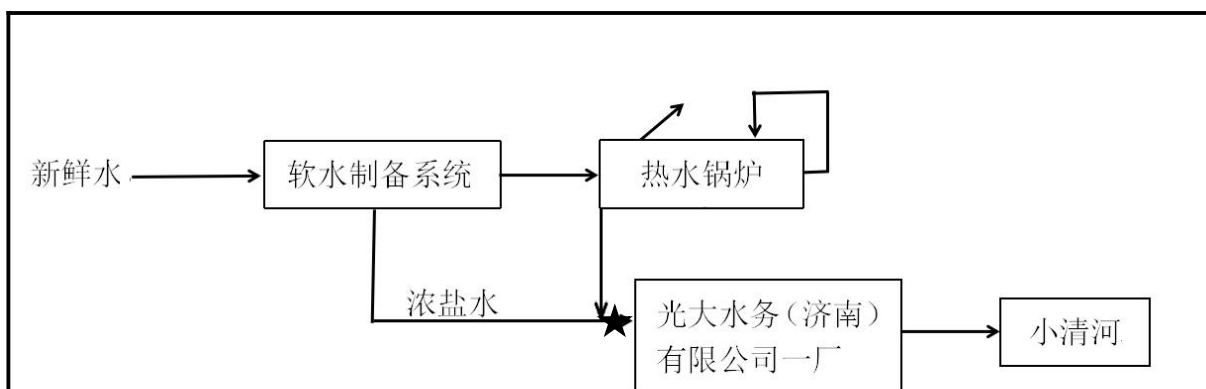 新鲜水
软水制备系统
热水锅炉
浓盐水
光大水务（济南）
有限公司一厂
小清河